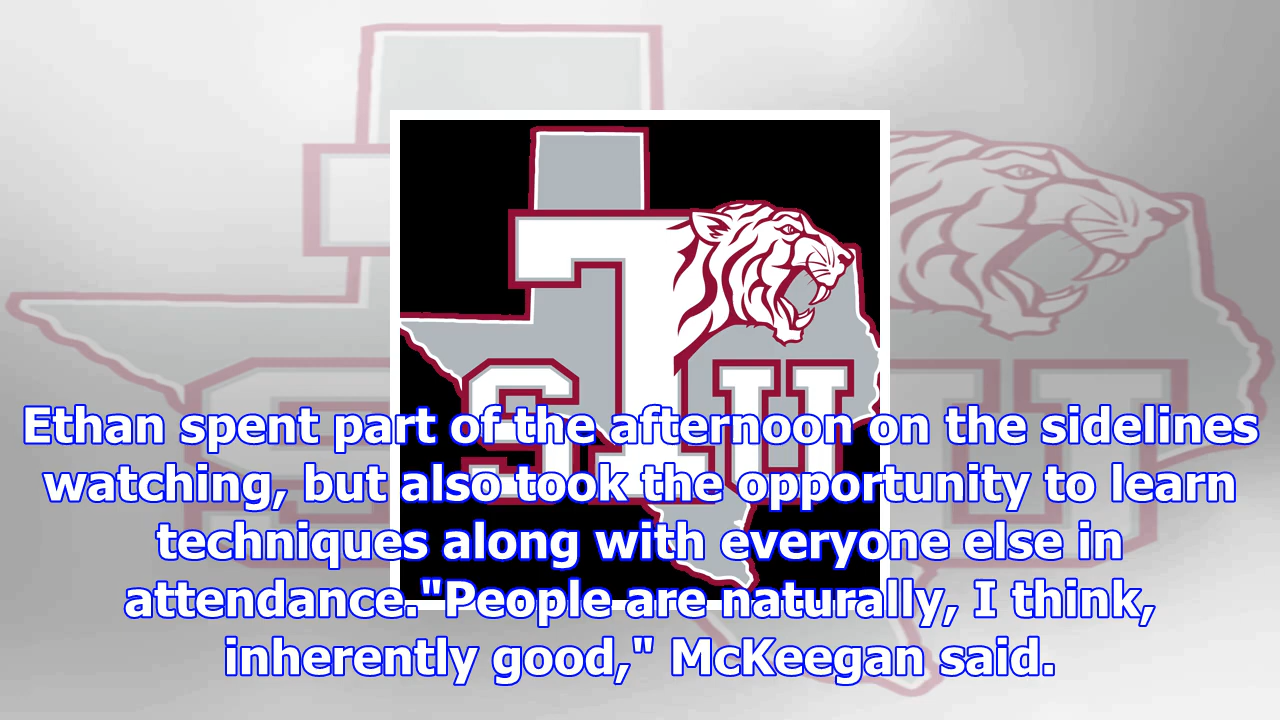 TSU
Ethan spent part of the afternoon on the sidelines
watching, but also took the opportunity to learn
techniques along with everyone else in
attendance."People are naturally, I think,
inherently good," McKeegan said.